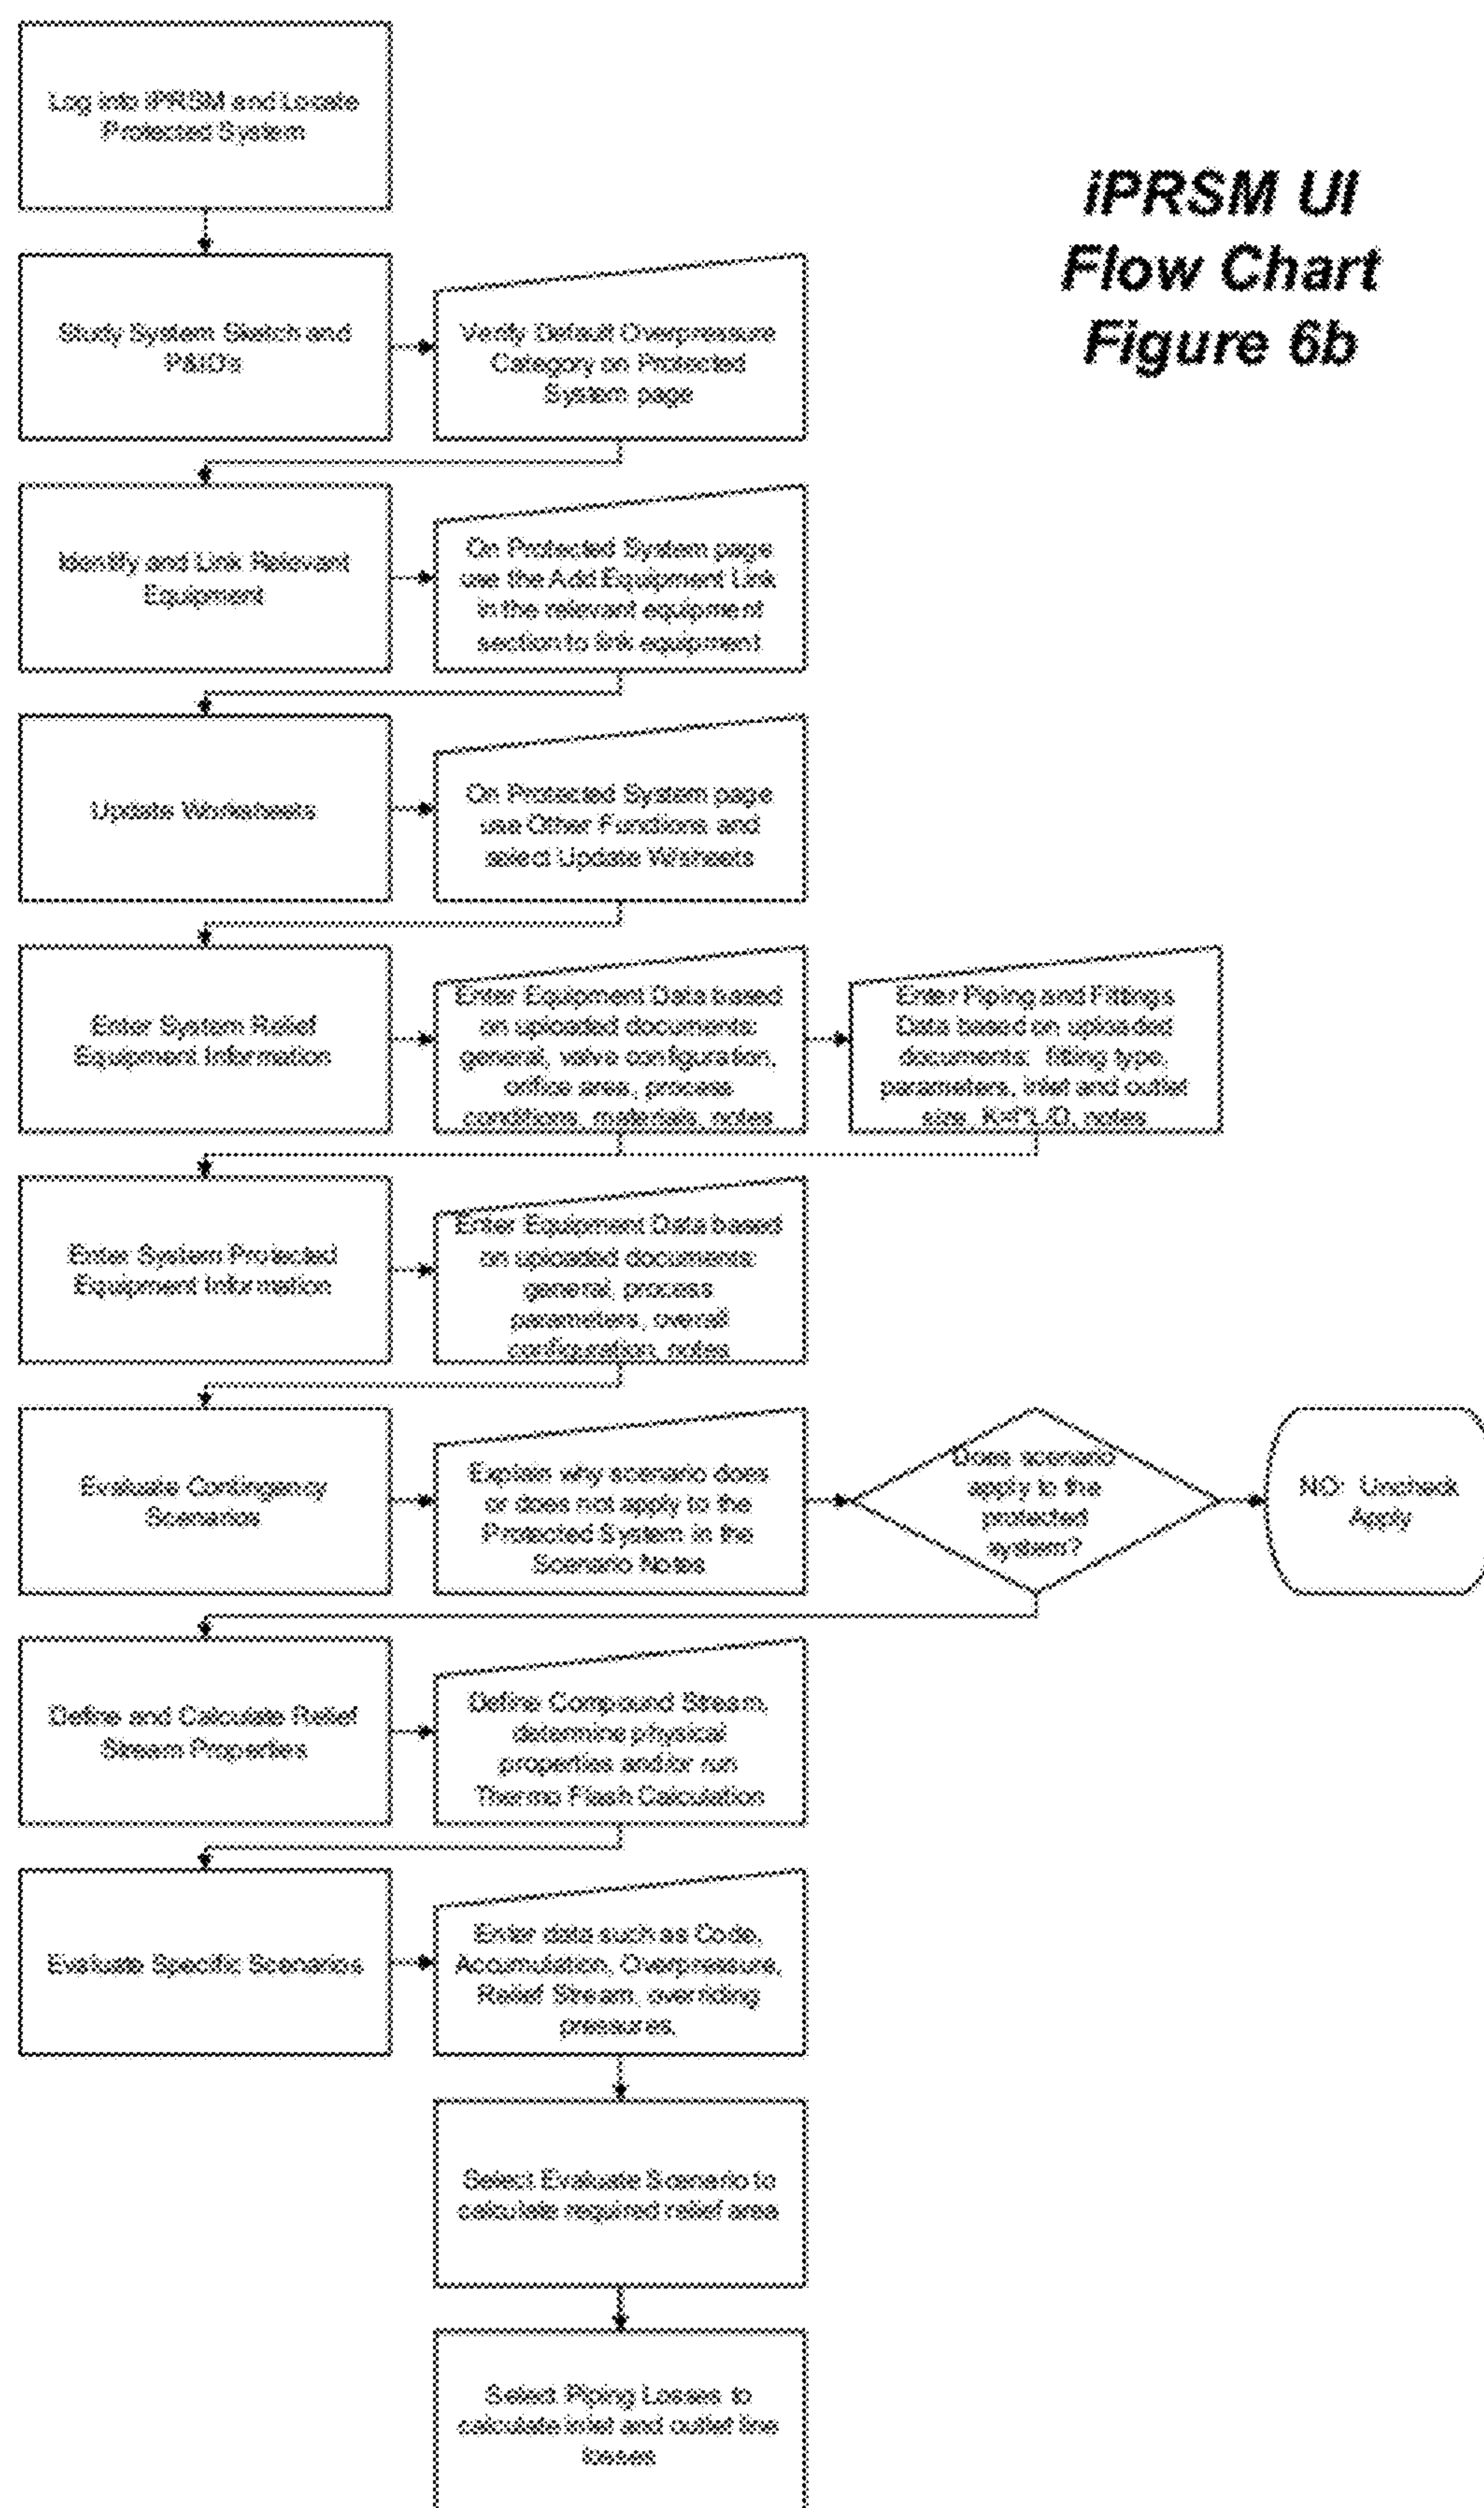 Log into iPRSM and Locate
Protected System
iPRSM UI
Flow Chart
Figure 6b
Study System Sketch and
P&ID's
Verify Default Overpressure
Category on Protected
System page
Identify and Link Relevant
Equipment
On Protected System page
use the Add Equipment Link
in the relevant equipment
section to link equipment
Update Worksheets
On Protected System page
use Other Functions and
select Update Wksheets
Enter System Relief
Equipment Information
Enter Equipment Data based
on uploaded documents:
general, valve configuration,
orifice area, process
conditions, materials, notes
Enter Piping and Fittings
Data based on uploaded
documents: fitting type,
parameters, inlet and outlet
size, notes
Enter System Protected
Equipment Information
Enter Equipment Data based
on uploaded documents:
general, process
parameters, overall
configuration, notes
Evaluate Contingency
Scenarios
Explain why scenario does
or does not apply to the
Protected System in the
Scenario Notes
Does scenario
apply to the
protected
system?
NO: Uncheck
Apply
Define and Calculate Relief
Stream Properties
Define Compound Stream,
determine physical
properties and/or run
Thermo Flash Calculation
Evaluate Specific Scenarios
Enter data such as Code,
Accumulation, Overpressure,
Relief Stream, overriding
pressures.
Select Evaluate Scenario to
calculate required relief area
Select Piping Losses to
calculate inlet and outlet line
losses